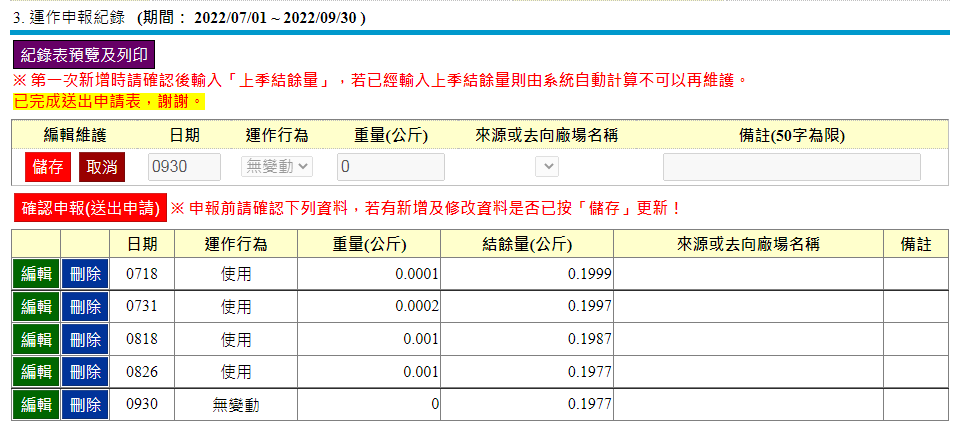 3. 運作申報紀錄 (期間： 2022/07/01 ~ 2022/09/30 )
紀錄表預覽及列印
※ 第一次新增時請確認後輸入「上季結餘量」，若已經輸入上季結餘量則由系統自動計算不可以再維護。
已完成送出申請表，謝謝。
編輯維護 日期 運作行為 重量(公斤) 來源或去向廠場名稱 備註(50字為限)
儲存 取消 0930 無變動 0
確認申報(送出申請) ※ 申報前請確認下列資料，若有新增及修改資料是否已按「儲存」更新！
日期 運作行為 重量(公斤) 結餘量(公斤) 來源或去向廠場名稱 備註
編輯 刪除 0718 使用 0.0001 0.1999
編輯 刪除 0731 使用 0.0002 0.1997
編輯 刪除 0818 使用 0.001 0.1987
編輯 刪除 0826 使用 0.001 0.1977
編輯 刪除 0930 無變動 0 0.1977